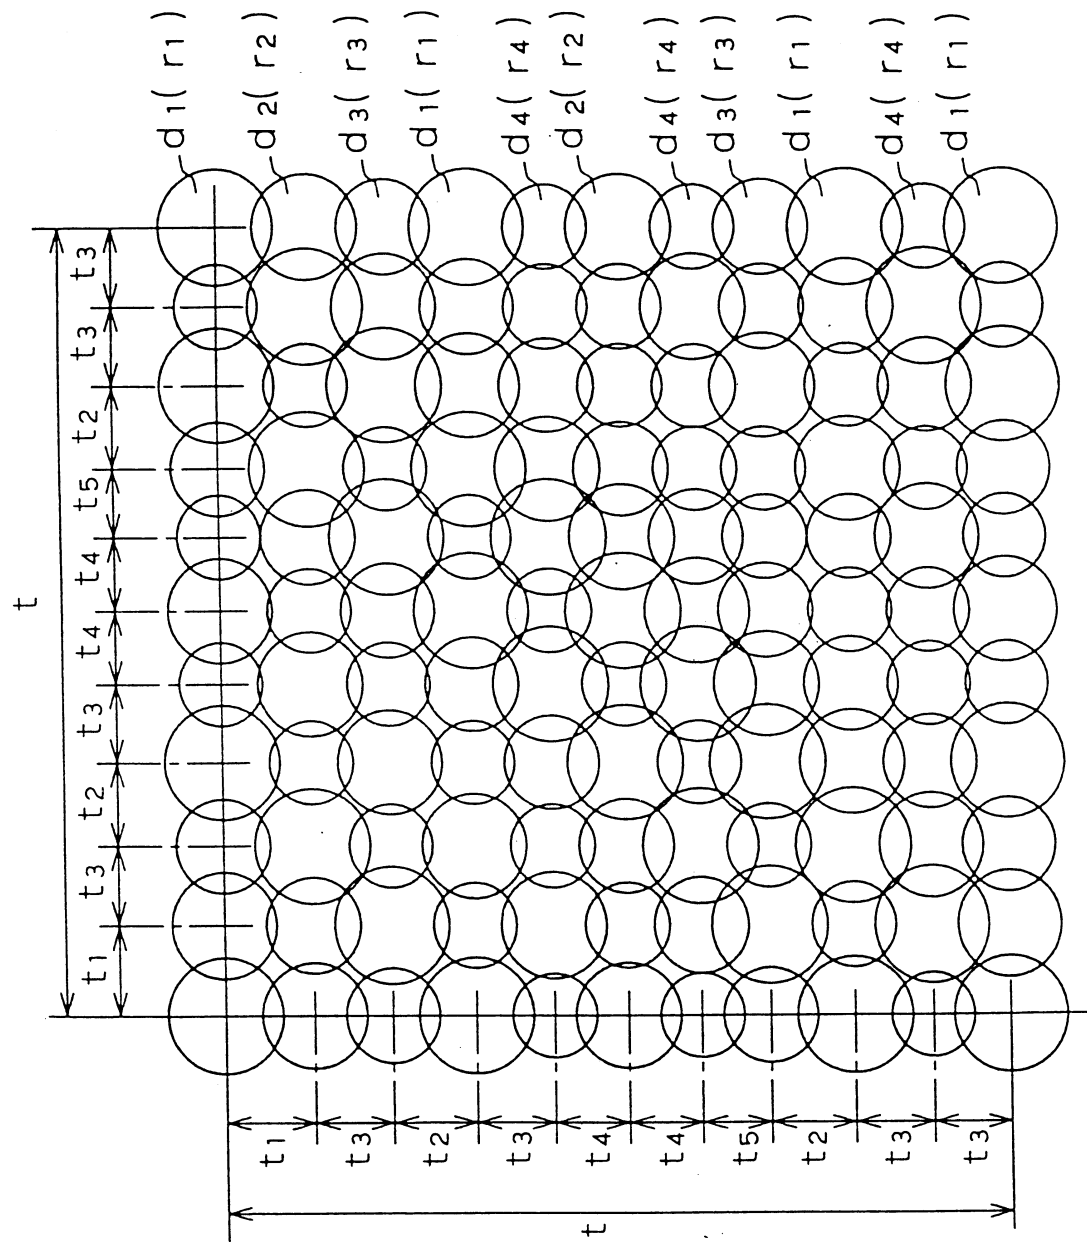 d1( r1 )
d2( r2 )
d3( r3 )
d1( r1 )
d4( r4 )
d2( r2 )
d4( r4 )
d3( r3 )
d1( r1 )
d4( r4 )
d1( r1 )
t
t1
t3
t2
t3
t4
t4
t5
t2
t3
t3
t1
t3
t2
t3
t4
t4
t5
t2
t3
t3
t